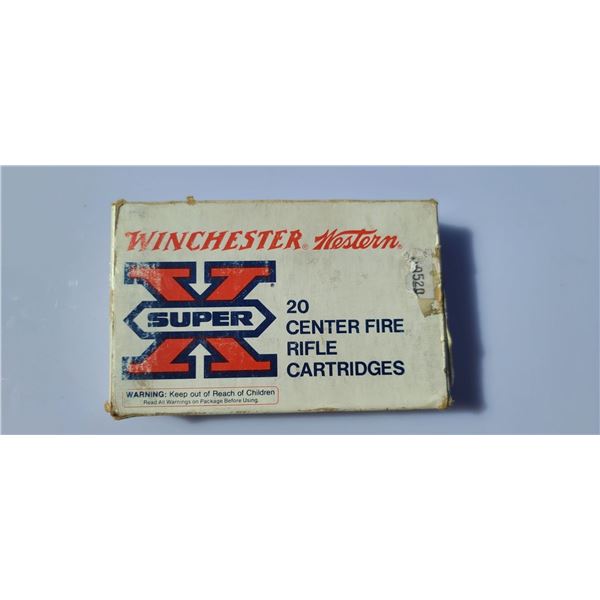 WINCHESTER® Western®
X®
SUPER
20
CENTER FIRE
RIFLE
CARTRIDGES
WARNING: Keep out of Reach of Children
Read All Warnings on Package Before Using.
9520